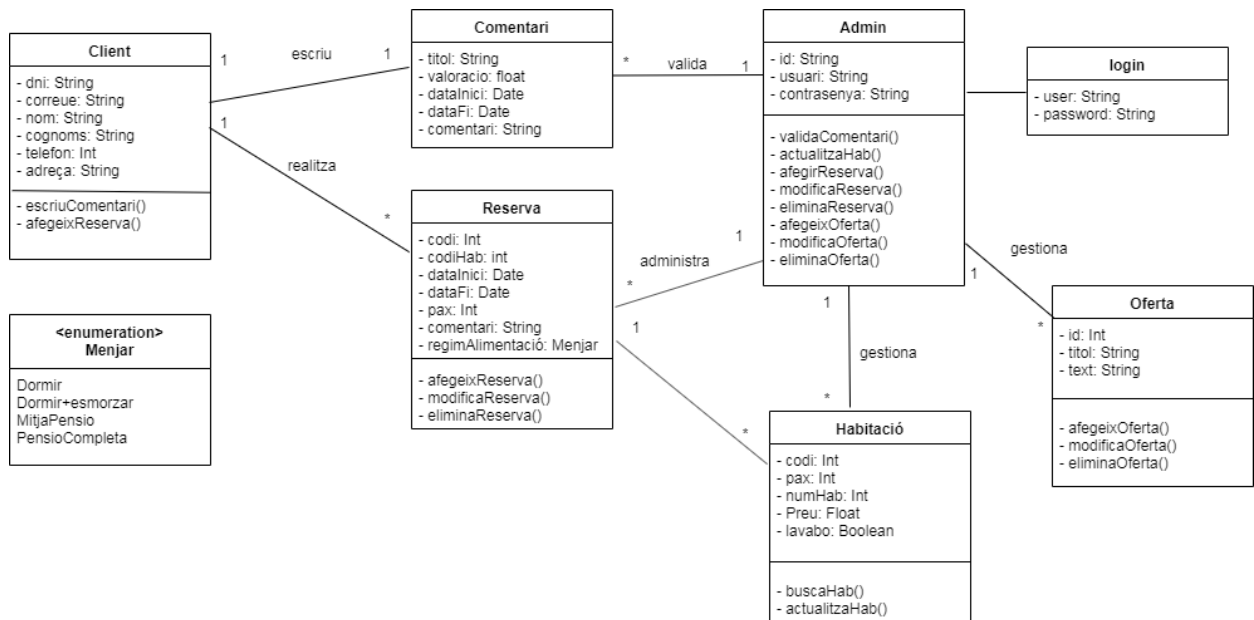 Client
- dni: String
- correue: String
- nom: String
- cognoms: String
- telefon: Int
- adreça: String
- escriuComentari()
- afegeixReserva()
1
escriu
1
1
realitza
*
Comentari
- titol: String
- valoracio: float
- dataInici: Date
- dataFi: Date
- comentari: String
*
valida
1
Admin
- id: String
- usuari: String
- contrasenya: String
- validaComentari()
- actualitzaHab()
- afegirReserva()
- modificaReserva()
- eliminaReserva()
- afegeixOferta()
- modificaOferta()
- eliminaOferta()
login
- user: String
- password: String
Reserva
- codi: Int
- codiHab: int
- dataInici: Date
- dataFi: Date
- pax: Int
- comentari: String
- regimAlimentació: Menjar
- afegeixReserva()
- modificaReserva()
- eliminaReserva()
1
administra
*
1
*
1
gestiona
*
gestiona
1
*
Oferta
- id: Int
- titol: String
- text: String
- afegeixOferta()
- modificaOferta()
- eliminaOferta()
<enumeration>
Menjar
Dormir
Dormir+esmorzar
MitjaPensio
PensioCompleta
Habitació
- codi: Int
- pax: Int
- numHab: Int
- Preu: Float
- lavabo: Boolean
- buscaHab()
- actualitzaHab()